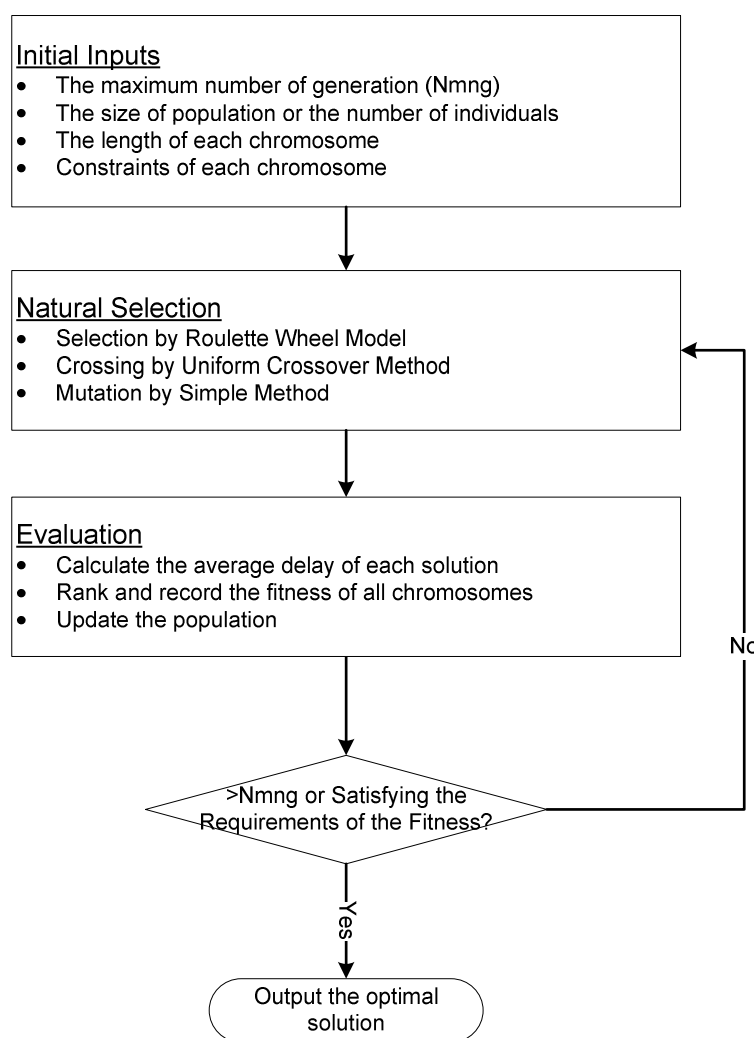 Initial Inputs
• The maximum number of generation (Nmng)
• The size of population or the number of individuals
• The length of each chromosome
• Constraints of each chromosome
Natural Selection
• Selection by Roulette Wheel Model
• Crossing by Uniform Crossover Method
• Mutation by Simple Method
Evaluation
• Calculate the average delay of each solution
• Rank and record the fitness of all chromosomes
• Update the population
No
>Nmng or Satisfying the
Requirements of the Fitness?
Yes
Output the optimal
solution